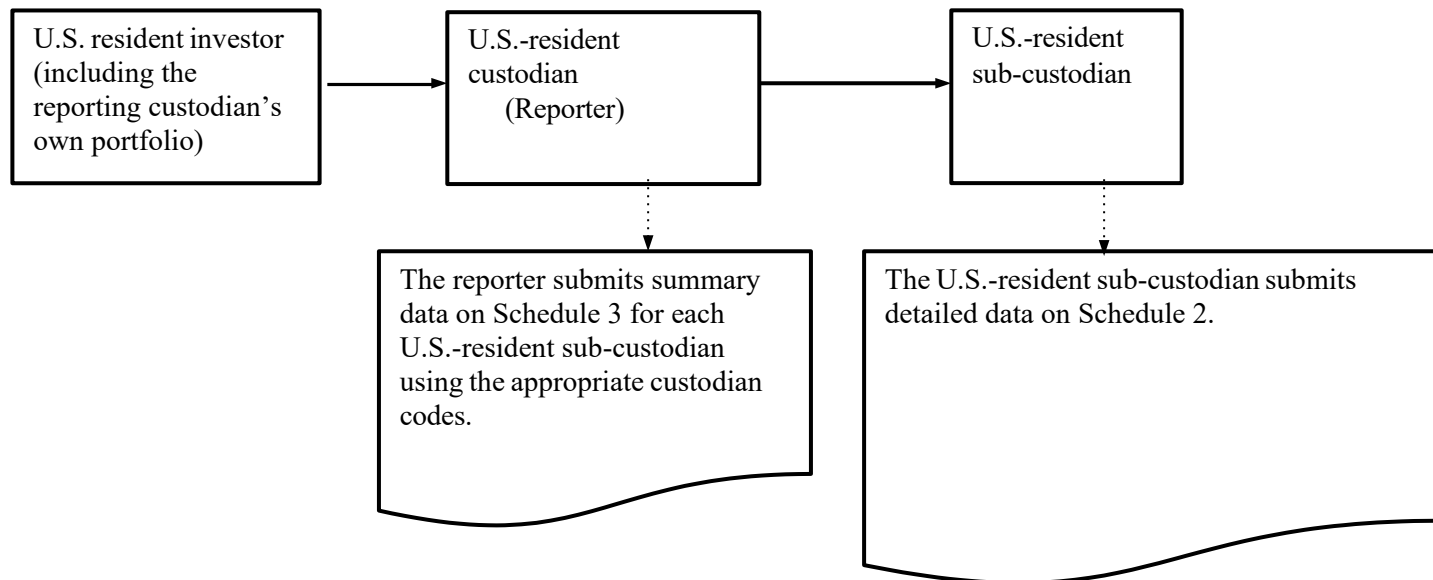 U.S. resident investor
(including the
reporting custodian’s
own portfolio)
U.S.-resident
custodian
(Reporter)
U.S.-resident
sub-custodian
The reporter submits summary
data on Schedule 3 for each
U.S.-resident sub-custodian
using the appropriate custodian
codes.
The U.S.-resident sub-custodian submits
detailed data on Schedule 2.